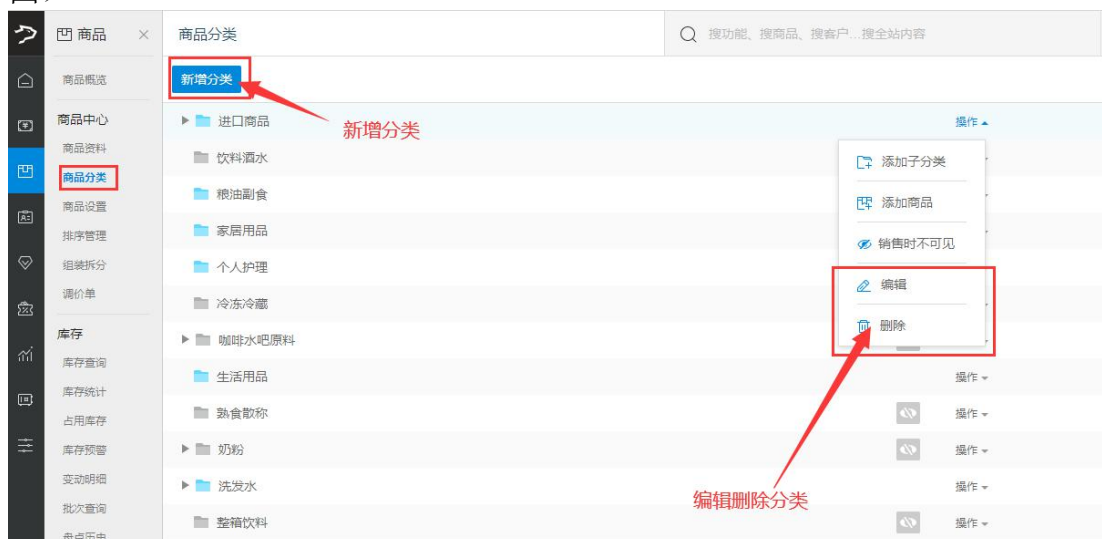 商品
商品分类
搜功能、搜商品、搜客户...搜全站内容
商品概览
新增分类
商品中心
进口商品
新增分类
操作
商品资料
饮料酒水
添加子分类
商品分类
粮油副食
添加商品
商品设置
家居用品
排序管理
销售时不可见
组装拆分
个人护理
编辑
调价单
冷冻冷藏
删除
库存
咖啡水吧原料
库存查询
生活用品
操作
库存统计
熟食散称
操作
占用库存
库存预警
奶粉
操作
变动明细
洗发水
操作
编辑删除分类
批次查询
整箱饮料
操作